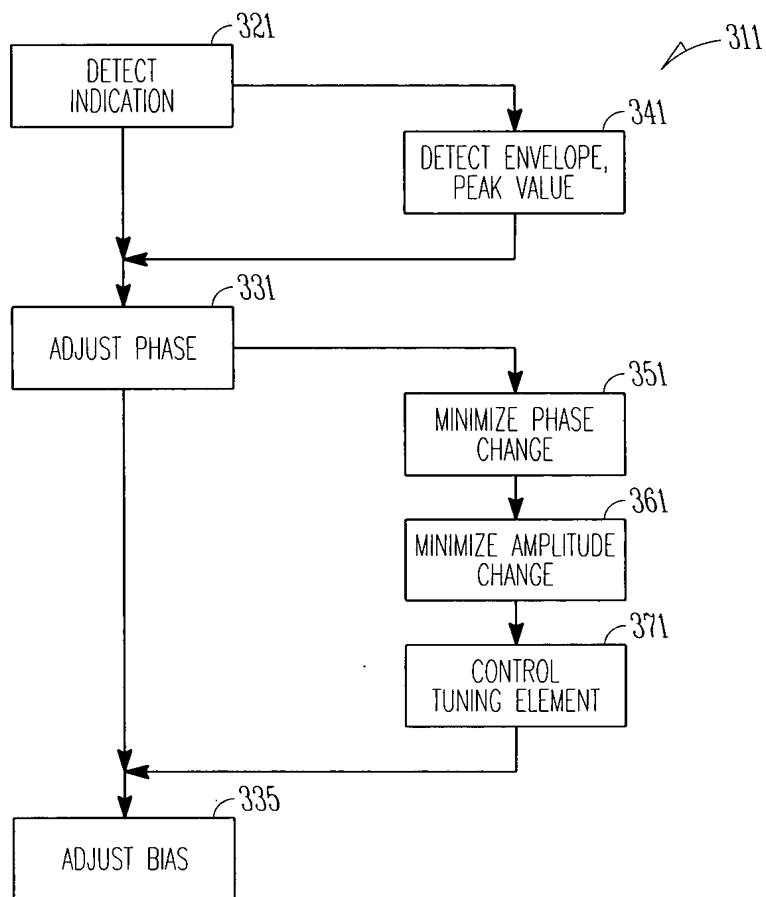 321
311
DETECT
INDICATION
341
DETECT ENVELOPE,
PEAK VALUE
331
ADJUST PHASE
351
MINIMIZE PHASE
CHANGE
361
MINIMIZE AMPLITUDE
CHANGE
371
CONTROL
TUNING ELEMENT
335
ADJUST BIAS